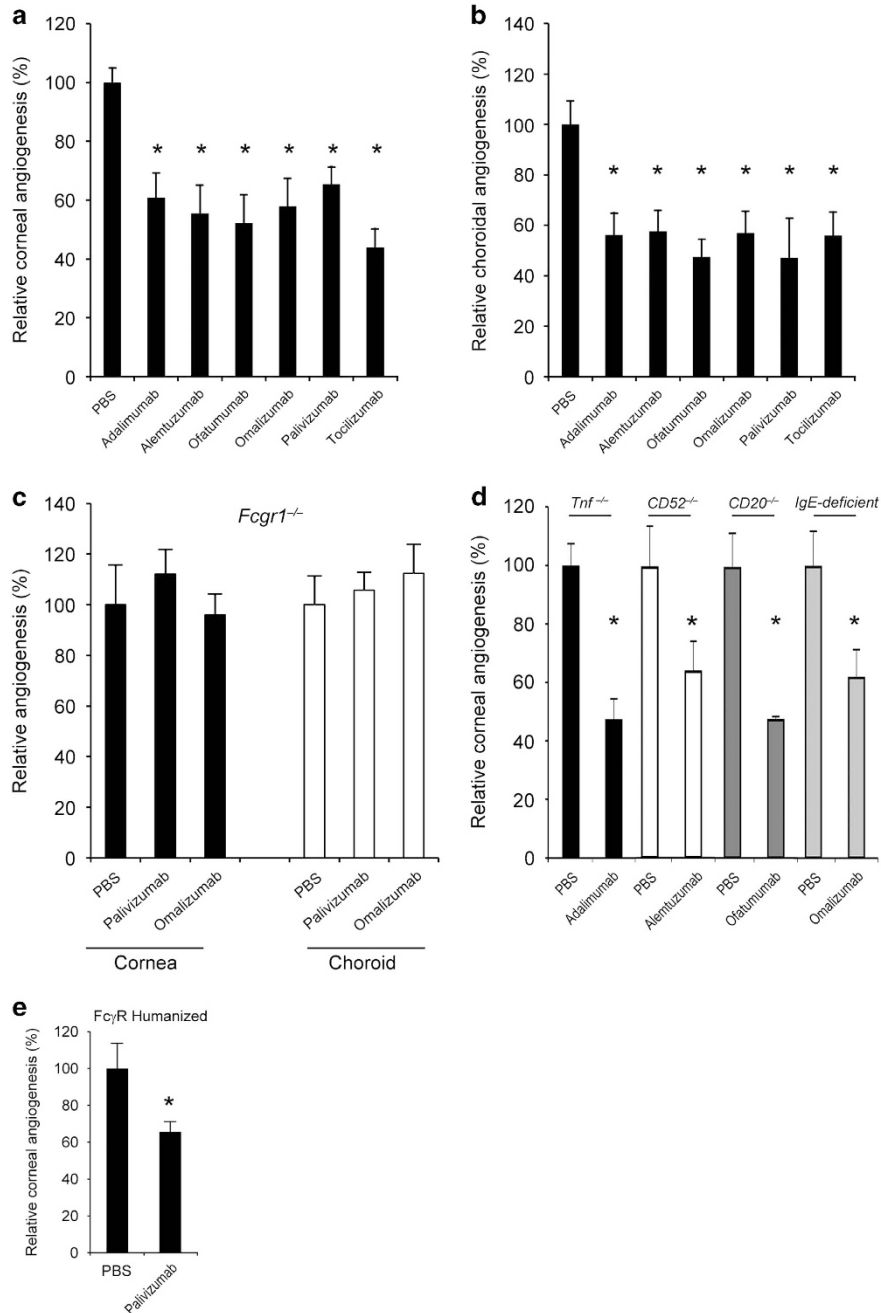 a
Relative corneal angiogenesis (%)
120
100
80
60
40
20
0
* * * * * *
PBS
Adalimumab
Alemtuzumab
Ofatumumab
Omalizumab
Palivizumab
Tocilizumab
b
Relative choroidal angiogenesis (%)
140
120
100
80
60
40
20
0
* * * * * *
PBS
Adalimumab
Alemtuzumab
Ofatumumab
Omalizumab
Palivizumab
Tocilizumab
c
Relative angiogenesis (%)
140
120
100
80
60
40
20
0
Fcgr1–/–
PBS
Palivizumab
Omalizumab
PBS
Palivizumab
Omalizumab
Cornea
Choroid
d
Relative corneal angiogenesis (%)
120
100
80
60
40
20
0
Tnf –/– CD52–/– CD20–/– IgE-deficient
* * * *
PBS
Adalimumab
PBS
Alemtuzumab
PBS
Ofatumumab
PBS
Omalizumab
e
FcγR Humanized
Relative corneal angiogenesis (%)
120
100
80
60
40
20
0
*
PBS
Palivizumab